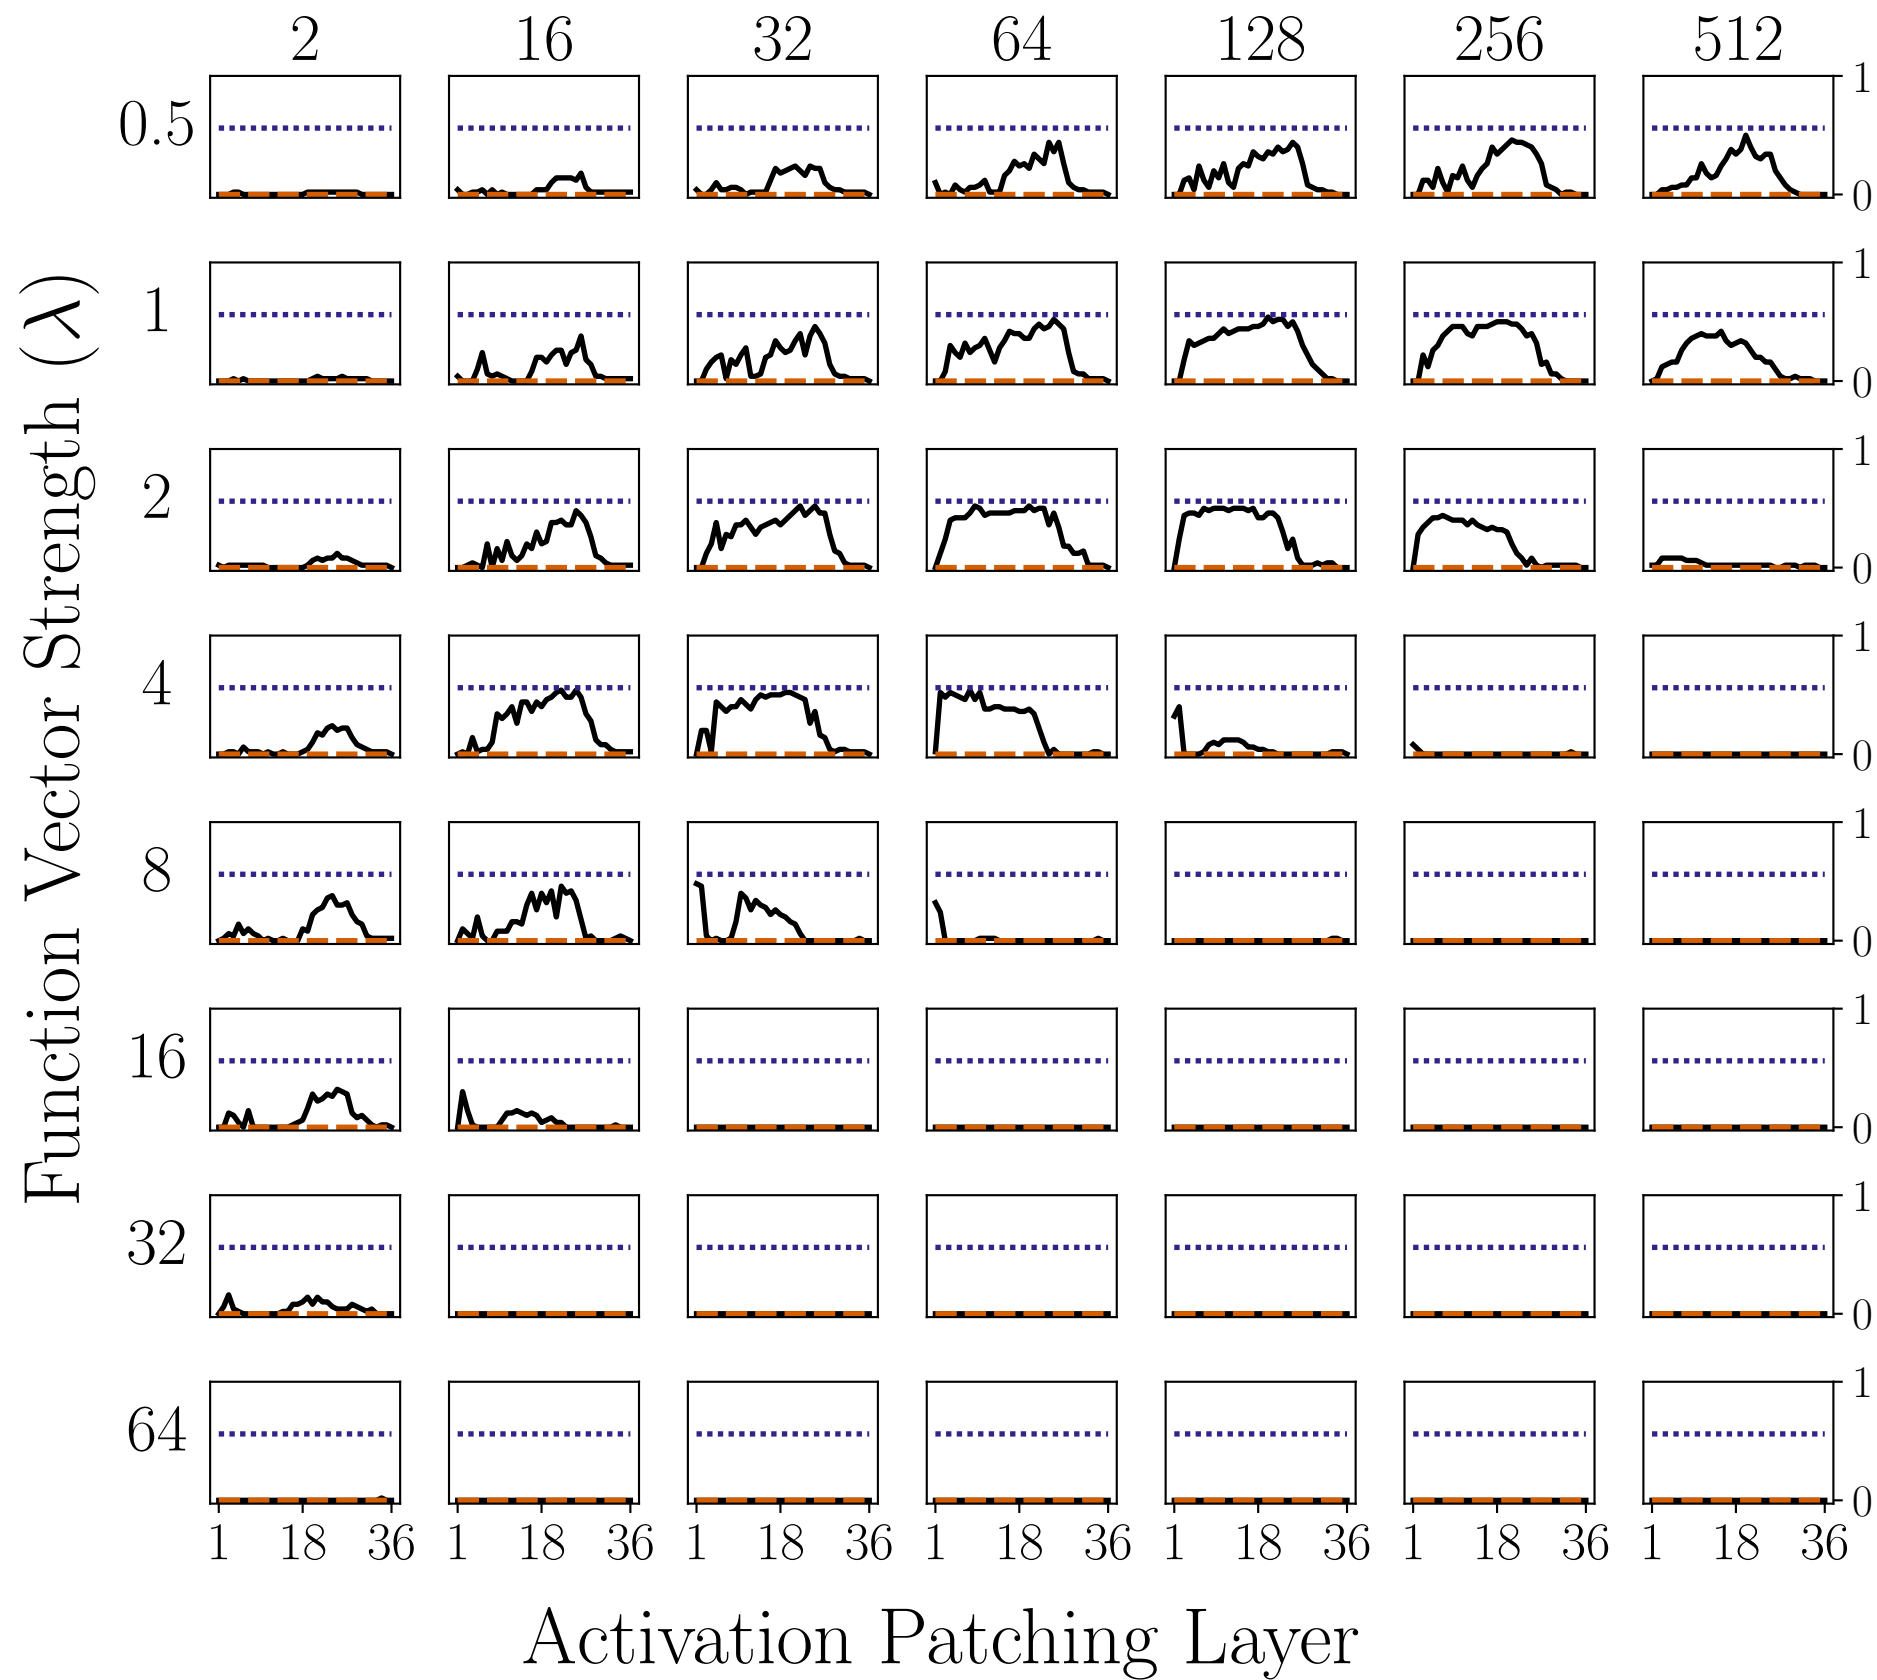 2 16 32 64 128 256 512
Function Vector Strength (λ)
0.5 1 0
1 1 0
2 1 0
4 1 0
8 1 0
16 1 0
32 1 0
64 1 0
1 18 36 1 18 36 1 18 36 1 18 36 1 18 36 1 18 36 1 18 36
Activation Patching Layer